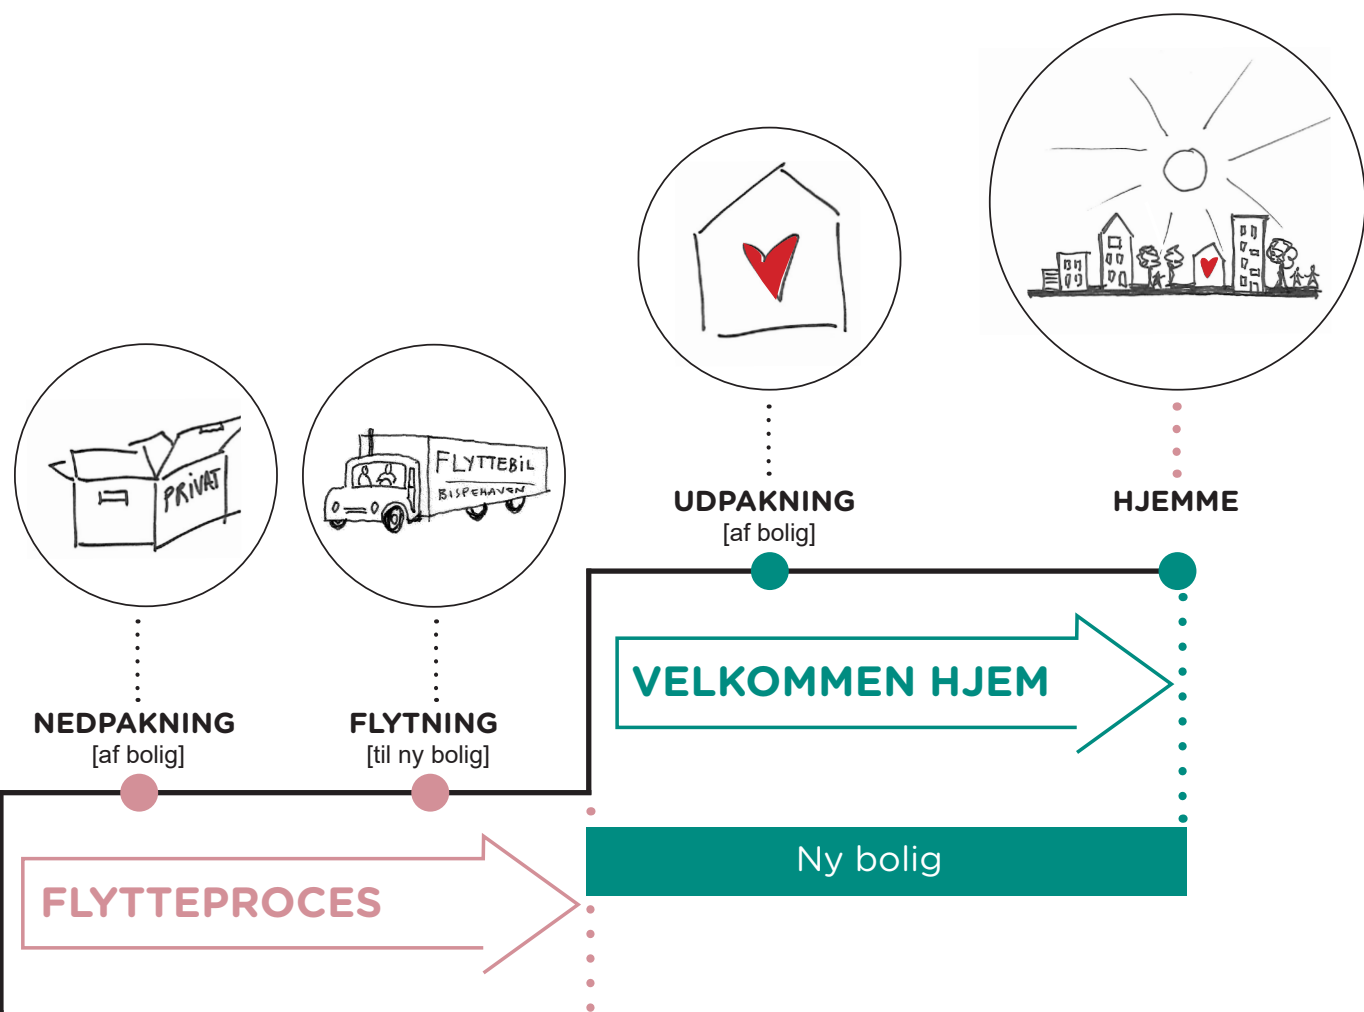 PRIVAT
FLYTTEBIL
BISPEHAVEN
UDPAKNING
[af bolig]
HJEMME
NEDPAKNING
[af bolig]
FLYTNING
[til ny bolig]
VELKOMMEN HJEM
FLYTTEPROCES
Ny bolig